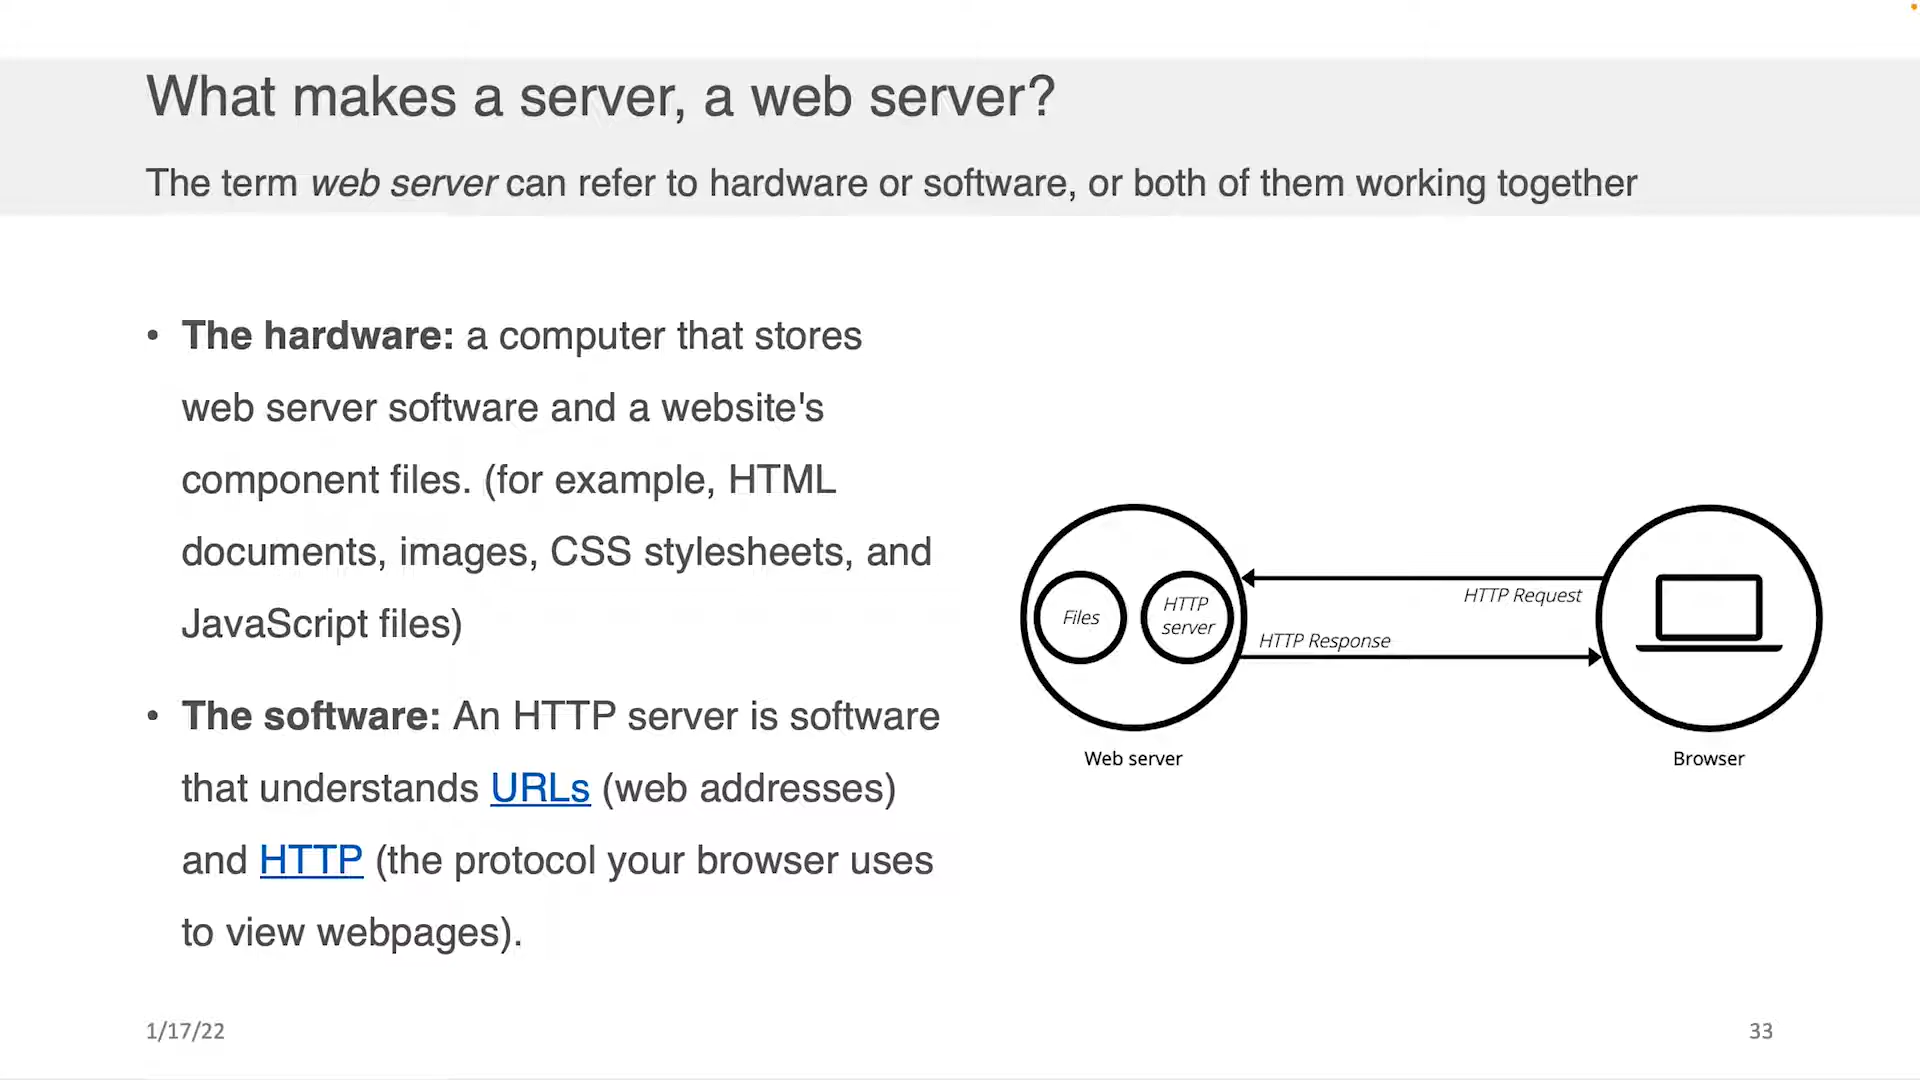 What makes a server, a web server?
The term web server can refer to hardware or software, or both of them working together
• The hardware: a computer that stores
web server software and a website's
component files. (for example, HTML
documents, images, CSS stylesheets, and
JavaScript files)
• The software: An HTTP server is software
that understands URLs (web addresses)
and HTTP (the protocol your browser uses
to view webpages).
Files
HTTP
server
HTTP Request
HTTP Response
Web server
Browser
1/17/22
33